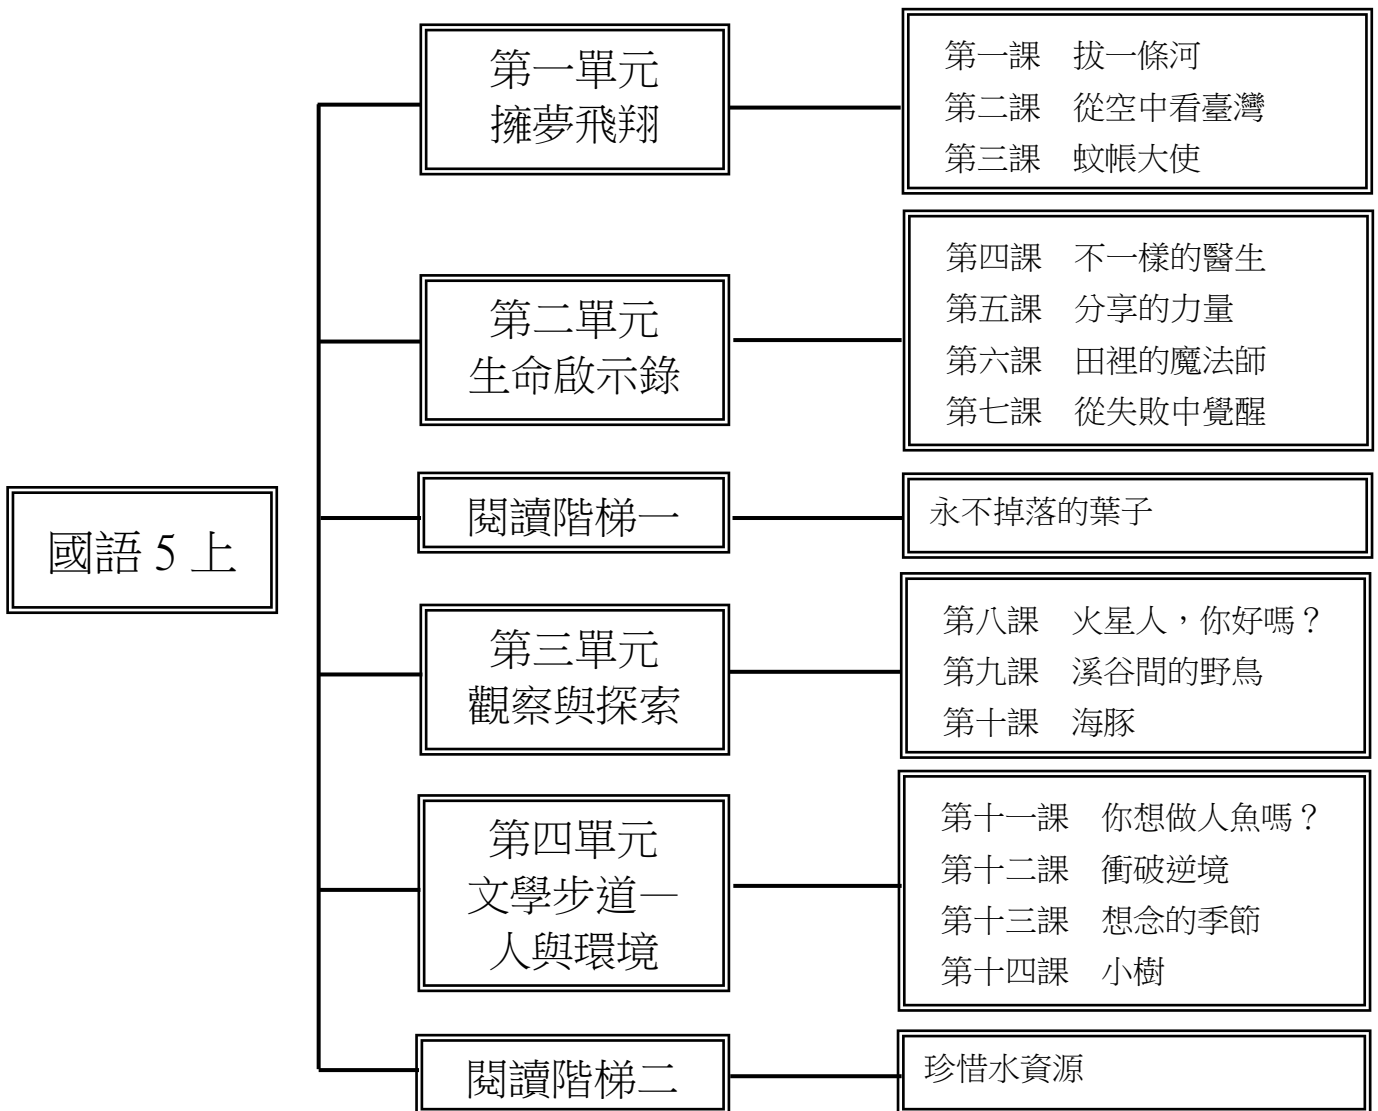 國語 5 上
第一單元
擁夢飛翔
第一課　拔一條河
第二課　從空中看臺灣
第三課　蚊帳大使
第二單元
生命啟示錄
第四課　不一樣的醫生
第五課　分享的力量
第六課　田裡的魔法師
第七課　從失敗中覺醒
閱讀階梯一
永不掉落的葉子
第三單元
觀察與探索
第八課　火星人，你好嗎？
第九課　溪谷間的野鳥
第十課　海豚
第四單元
文學步道—
人與環境
第十一課　你想做人魚嗎？
第十二課　衝破逆境
第十三課　想念的季節
第十四課　小樹
閱讀階梯二
珍惜水資源